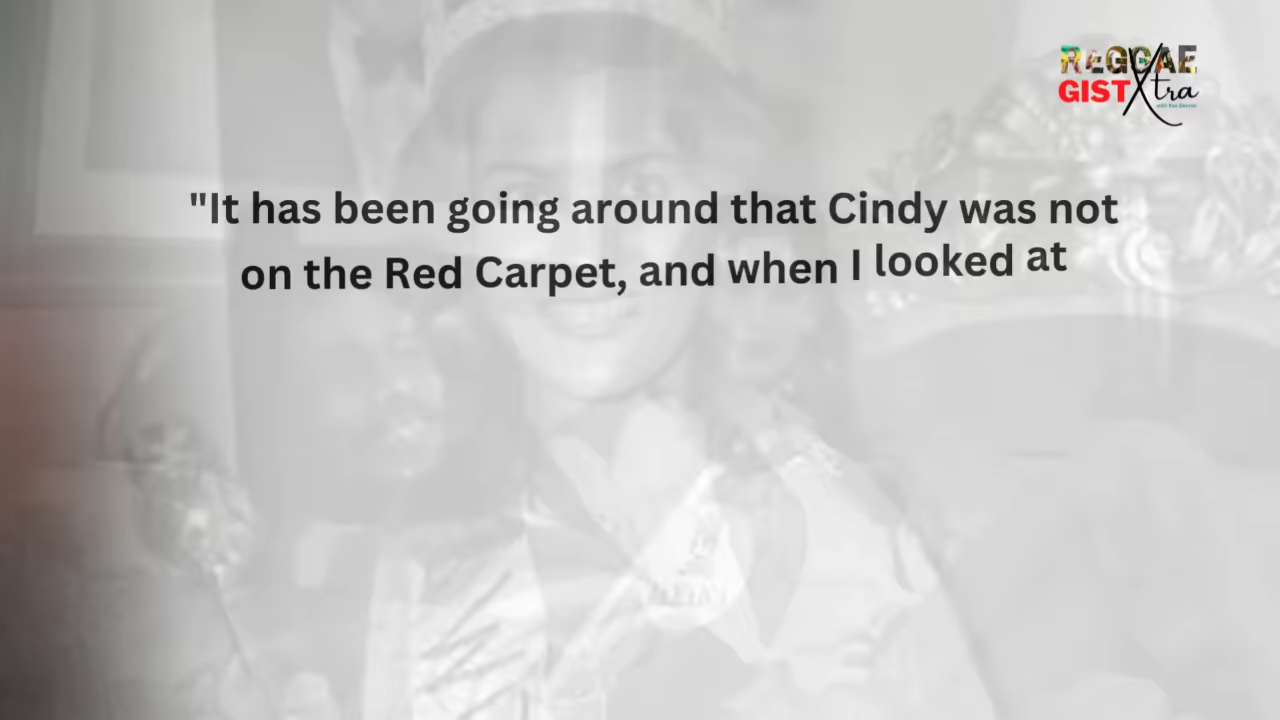 REGGAE
GIST Xtra
"It has been going around that Cindy was not
on the Red Carpet, and when I looked at